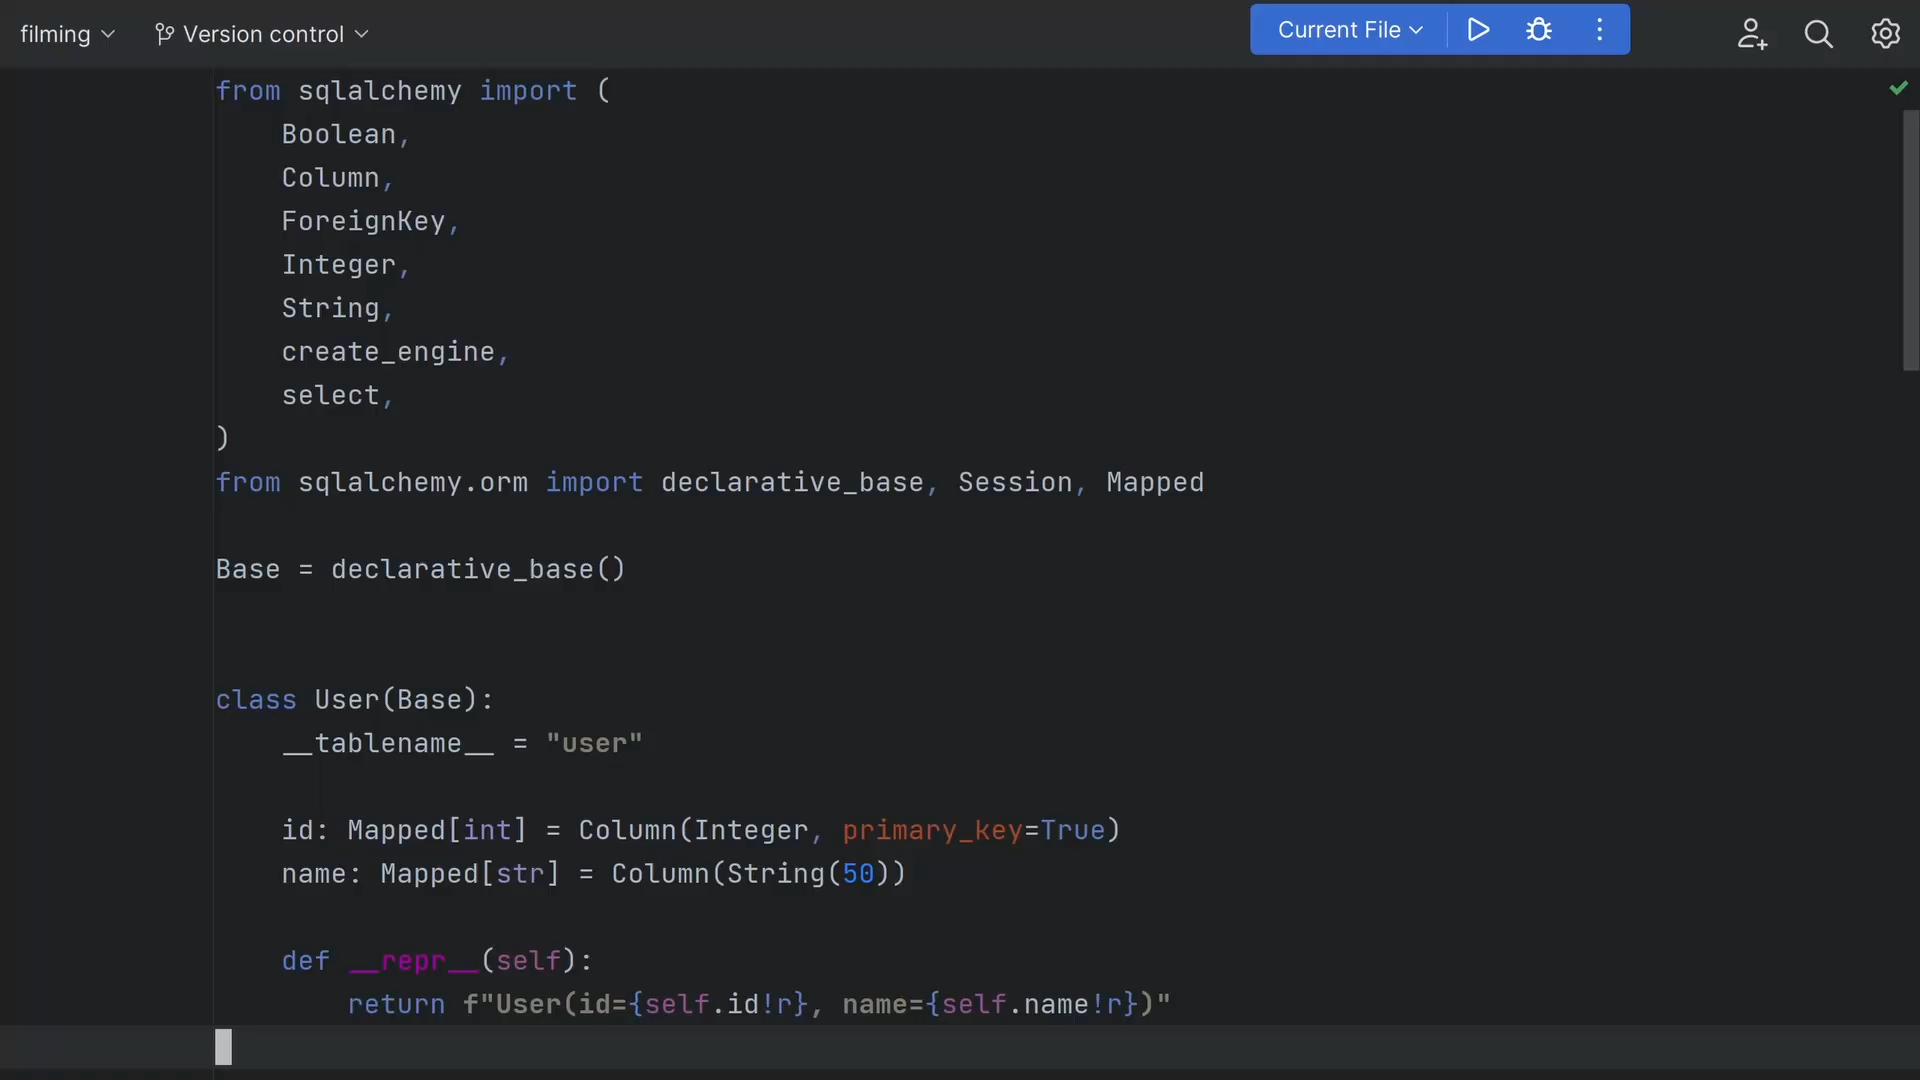 filming Version control Current File
from sqlalchemy import (
    Boolean,
    Column,
    ForeignKey,
    Integer,
    String,
    create_engine,
    select,
)
from sqlalchemy.orm import declarative_base, Session, Mapped
Base = declarative_base()
class User(Base):
    __tablename__ = "user"
    id: Mapped[int] = Column(Integer, primary_key=True)
    name: Mapped[str] = Column(String(50))
    def __repr__(self):
        return f"User(id={self.id!r}, name={self.name!r})"